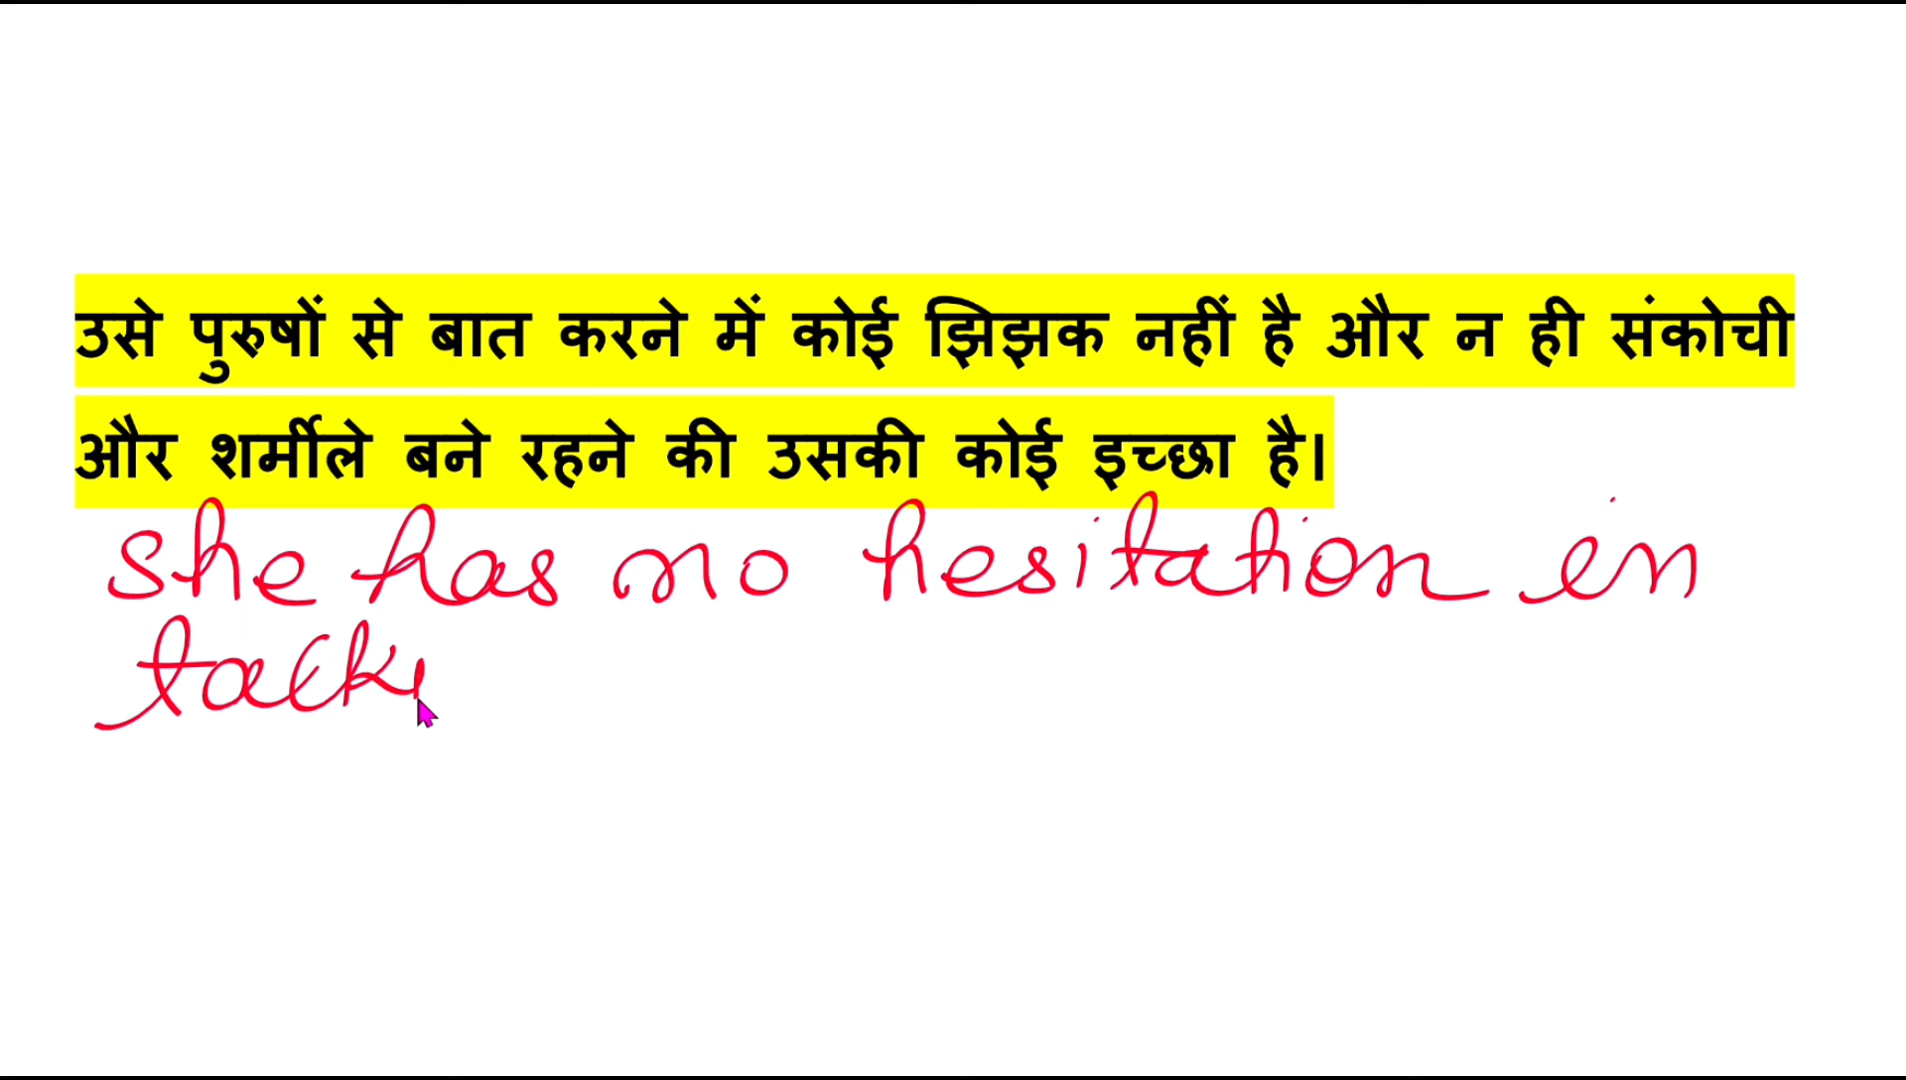 उसे पुरुषों से बात करने में कोई झिझक नहीं है और न ही संकोची
और शर्मीले बने रहने की उसकी कोई इच्छा है।
she has no hesitation in
talki